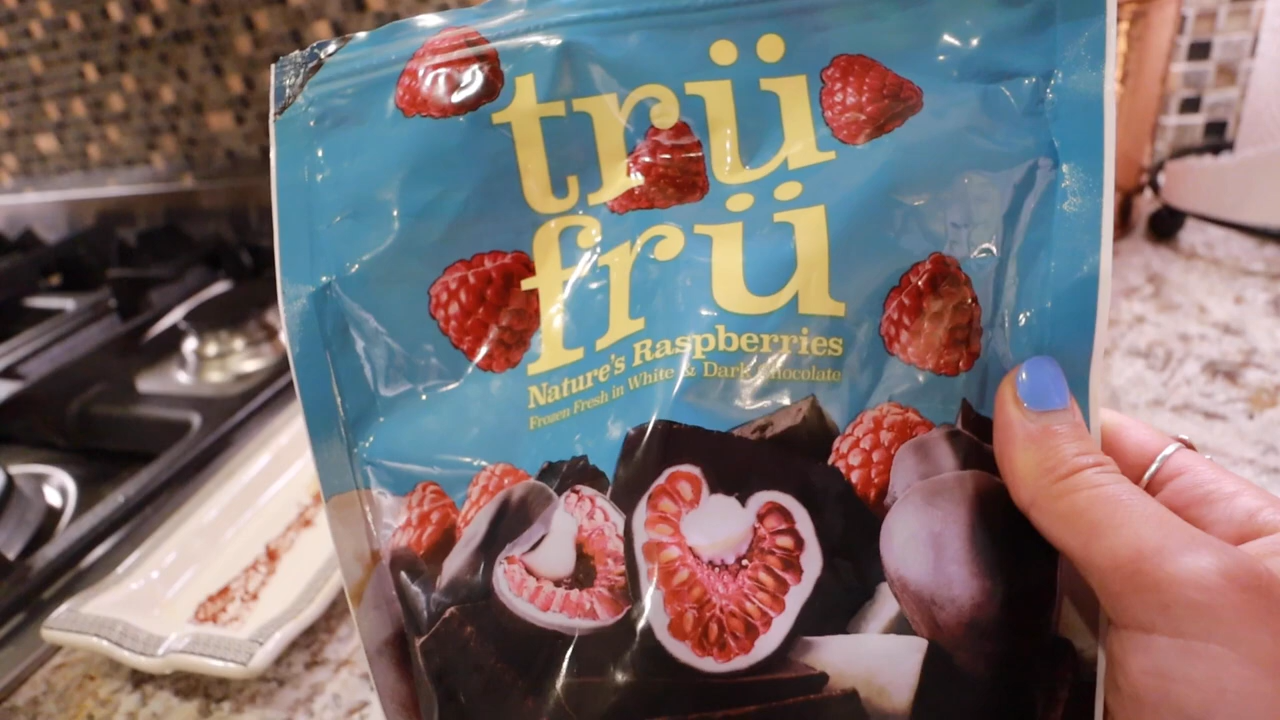 trü
frü
Nature's Raspberries
Frozen Fresh in White & Dark Chocolate